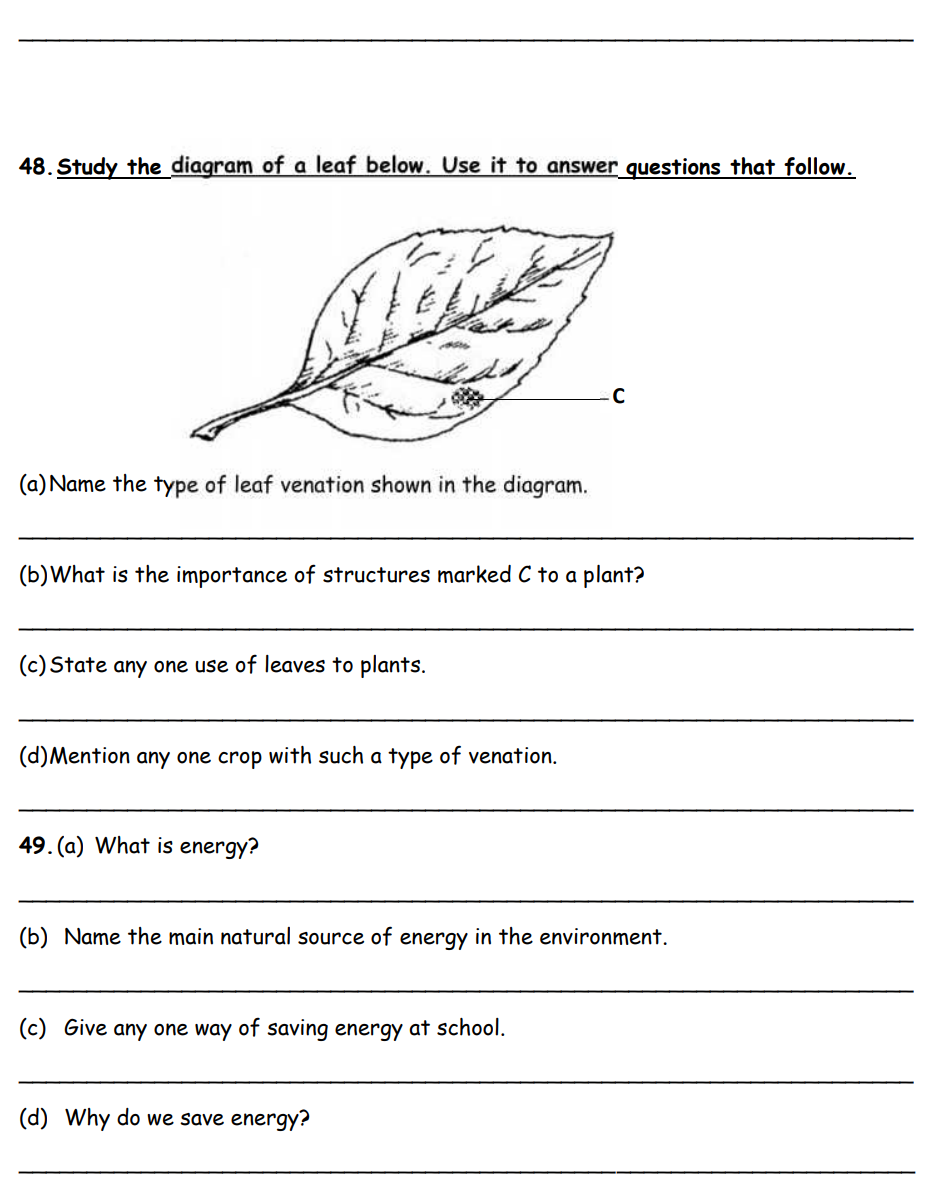 48. Study the diagram of a leaf below. Use it to answer questions that follow.
C
(a) Name the type of leaf venation shown in the diagram.
(b) What is the importance of structures marked C to a plant?
(c) State any one use of leaves to plants.
(d) Mention any one crop with such a type of venation.
49. (a) What is energy?
(b) Name the main natural source of energy in the environment.
(c) Give any one way of saving energy at school.
(d) Why do we save energy?